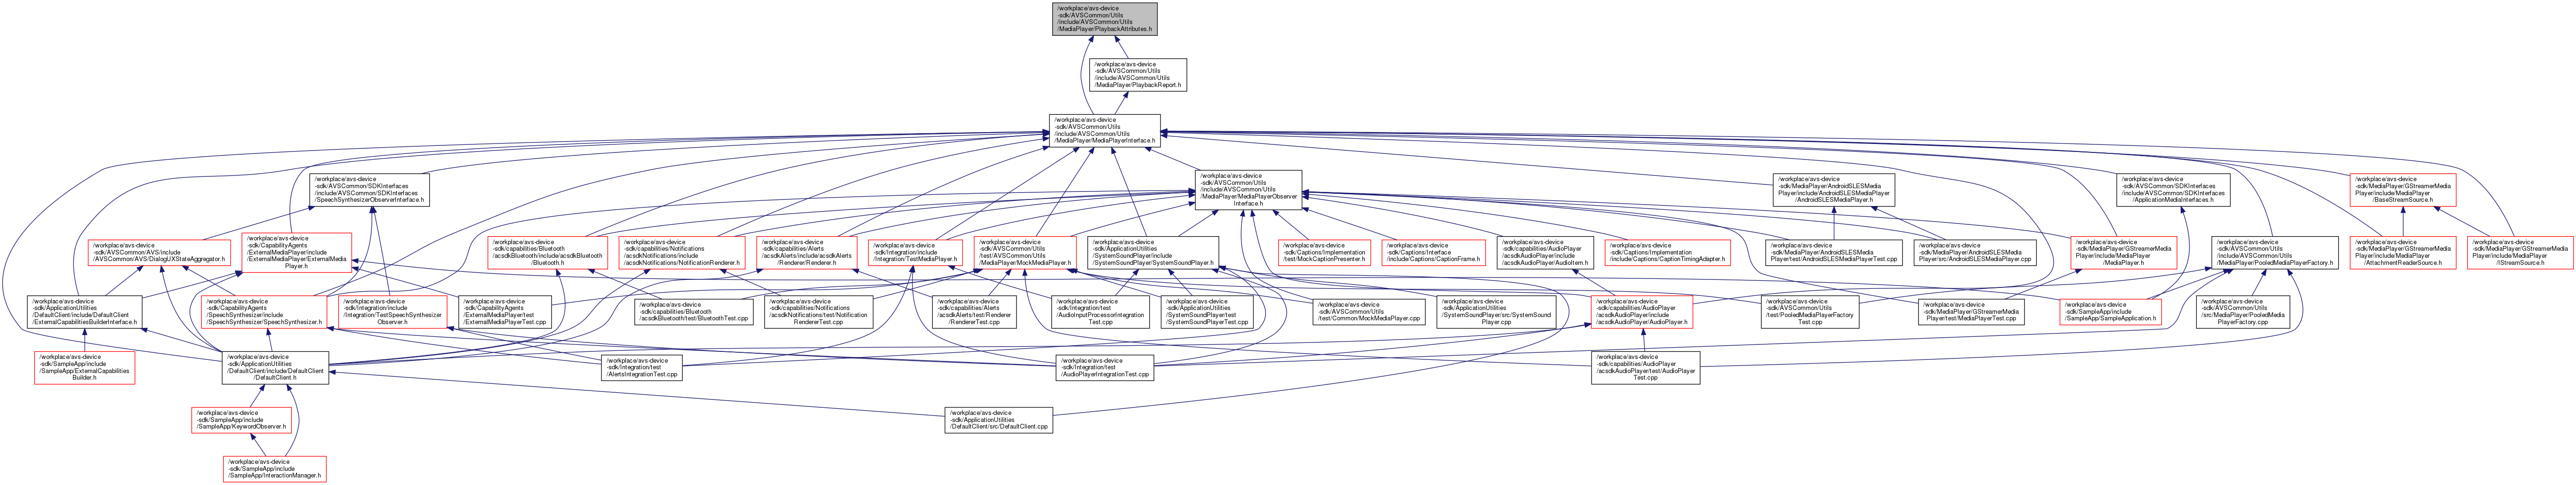 /workplace/avs-device
-sdk/AVSCommon/Utils
/include/AVSCommon/Utils
/MediaPlayer/PlaybackAttributes.h
/workplace/avs-device
-sdk/AVSCommon/Utils
/include/AVSCommon/Utils
/MediaPlayer/PlaybackReport.h
/workplace/avs-device
-sdk/AVSCommon/Utils
/include/AVSCommon/Utils
/MediaPlayer/MediaPlayerInterface.h
/workplace/avs-device
-sdk/AVSCommon/SDKInterfaces
/include/AVSCommon/SDKInterfaces
/SpeechSynthesizerObserverInterface.h
/workplace/avs-device
-sdk/AVSCommon/Utils
/include/AVSCommon/Utils
/MediaPlayer/MediaPlayerObserver
Interface.h
/workplace/avs-device
-sdk/MediaPlayer/AndroidSLESMedia
Player/include/AndroidSLESMediaPlayer
/AndroidSLESMediaPlayer.h
/workplace/avs-device
-sdk/AVSCommon/SDKInterfaces
/include/AVSCommon/SDKInterfaces
/ApplicationMediaInterfaces.h
/workplace/avs-device
-sdk/MediaPlayer/GStreamerMedia
Player/include/MediaPlayer
/BaseStreamSource.h
/workplace/avs-device
-sdk/AVSCommon/AVS/include
/AVSCommon/AVS/DialogUXStateAggregator.h
/workplace/avs-device
-sdk/CapabilityAgents
/ExternalMediaPlayer/include
/ExternalMediaPlayer/ExternalMedia
Player.h
/workplace/avs-device
-sdk/capabilities/Bluetooth
/acsdkBluetooth/include/acsdkBluetooth
/Bluetooth.h
/workplace/avs-device
-sdk/capabilities/Notifications
/acsdkNotifications/include
/acsdkNotifications/NotificationRenderer.h
/workplace/avs-device
-sdk/capabilities/Alerts
/acsdkAlerts/include/acsdkAlerts
/Renderer/Renderer.h
/workplace/avs-device
-sdk/Integration/include
/Integration/TestMediaPlayer.h
/workplace/avs-device
-sdk/AVSCommon/Utils
/test/AVSCommon/Utils
/MediaPlayer/MockMediaPlayer.h
/workplace/avs-device
-sdk/ApplicationUtilities
/SystemSoundPlayer/include
/SystemSoundPlayer/SystemSoundPlayer.h
/workplace/avs-device
-sdk/Captions/Implementation
/test/MockCaptionPresenter.h
/workplace/avs-device
-sdk/Captions/Interface
/include/Captions/CaptionFrame.h
/workplace/avs-device
-sdk/capabilities/AudioPlayer
/acsdkAudioPlayer/include
/acsdkAudioPlayer/AudioItem.h
/workplace/avs-device
-sdk/Captions/Implementation
/include/Captions/CaptionTimingAdapter.h
/workplace/avs-device
-sdk/MediaPlayer/AndroidSLESMedia
Player/test/AndroidSLESMediaPlayerTest.cpp
/workplace/avs-device
-sdk/MediaPlayer/AndroidSLESMedia
Player/src/AndroidSLESMediaPlayer.cpp
/workplace/avs-device
-sdk/MediaPlayer/GStreamerMedia
Player/include/MediaPlayer
/MediaPlayer.h
/workplace/avs-device
-sdk/AVSCommon/Utils
/include/AVSCommon/Utils
/MediaPlayer/PooledMediaPlayerFactory.h
/workplace/avs-device
-sdk/MediaPlayer/GStreamerMedia
Player/include/MediaPlayer
/AttachmentReaderSource.h
/workplace/avs-device
-sdk/MediaPlayer/GStreamerMedia
Player/include/MediaPlayer
/IStreamSource.h
/workplace/avs-device
-sdk/ApplicationUtilities
/DefaultClient/include/DefaultClient
/ExternalCapabilitiesBuilderInterface.h
/workplace/avs-device
-sdk/CapabilityAgents
/SpeechSynthesizer/include
/SpeechSynthesizer/SpeechSynthesizer.h
/workplace/avs-device
-sdk/Integration/include
/Integration/TestSpeechSynthesizer
Observer.h
/workplace/avs-device
-sdk/CapabilityAgents
/ExternalMediaPlayer/test
/ExternalMediaPlayerTest.cpp
/workplace/avs-device
-sdk/capabilities/Bluetooth
/acsdkBluetooth/test/BluetoothTest.cpp
/workplace/avs-device
-sdk/capabilities/Notifications
/acsdkNotifications/test/Notification
RendererTest.cpp
/workplace/avs-device
-sdk/capabilities/Alerts
/acsdkAlerts/test/Renderer
/RendererTest.cpp
/workplace/avs-device
-sdk/Integration/test
/AudioInputProcessorIntegration
Test.cpp
/workplace/avs-device
-sdk/ApplicationUtilities
/SystemSoundPlayer/test
/SystemSoundPlayerTest.cpp
/workplace/avs-device
-sdk/AVSCommon/Utils
/test/Common/MockMediaPlayer.cpp
/workplace/avs-device
-sdk/ApplicationUtilities
/SystemSoundPlayer/src/SystemSound
Player.cpp
/workplace/avs-device
-sdk/capabilities/AudioPlayer
/acsdkAudioPlayer/include
/acsdkAudioPlayer/AudioPlayer.h
/workplace/avs-device
-sdk/AVSCommon/Utils
/test/PooledMediaPlayerFactory
Test.cpp
/workplace/avs-device
-sdk/MediaPlayer/GStreamerMedia
Player/test/MediaPlayerTest.cpp
/workplace/avs-device
-sdk/SampleApp/include
/SampleApp/SampleApplication.h
/workplace/avs-device
-sdk/AVSCommon/Utils
/src/MediaPlayer/PooledMedia
PlayerFactory.cpp
/workplace/avs-device
-sdk/SampleApp/include
/SampleApp/ExternalCapabilities
Builder.h
/workplace/avs-device
-sdk/ApplicationUtilities
/DefaultClient/include/DefaultClient
/DefaultClient.h
/workplace/avs-device
-sdk/Integration/test
/AlertsIntegrationTest.cpp
/workplace/avs-device
-sdk/Integration/test
/AudioPlayerIntegrationTest.cpp
/workplace/avs-device
-sdk/capabilities/AudioPlayer
/acsdkAudioPlayer/test/AudioPlayer
Test.cpp
/workplace/avs-device
-sdk/SampleApp/include
/SampleApp/KeywordObserver.h
/workplace/avs-device
-sdk/ApplicationUtilities
/DefaultClient/src/DefaultClient.cpp
/workplace/avs-device
-sdk/SampleApp/include
/SampleApp/InteractionManager.h